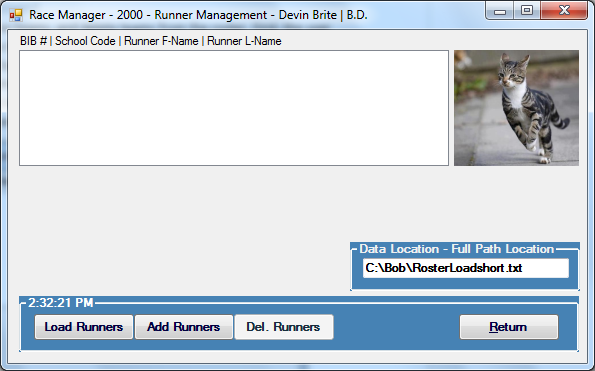 Race Manager - 2000 - Runner Management - Devin Brite | B.D.
BIB # | School Code | Runner F-Name | Runner L-Name
Data Location - Full Path Location
C:\Bob\RosterLoadshort.txt
2:32:21 PM
Load Runners Add Runners Del. Runners Return